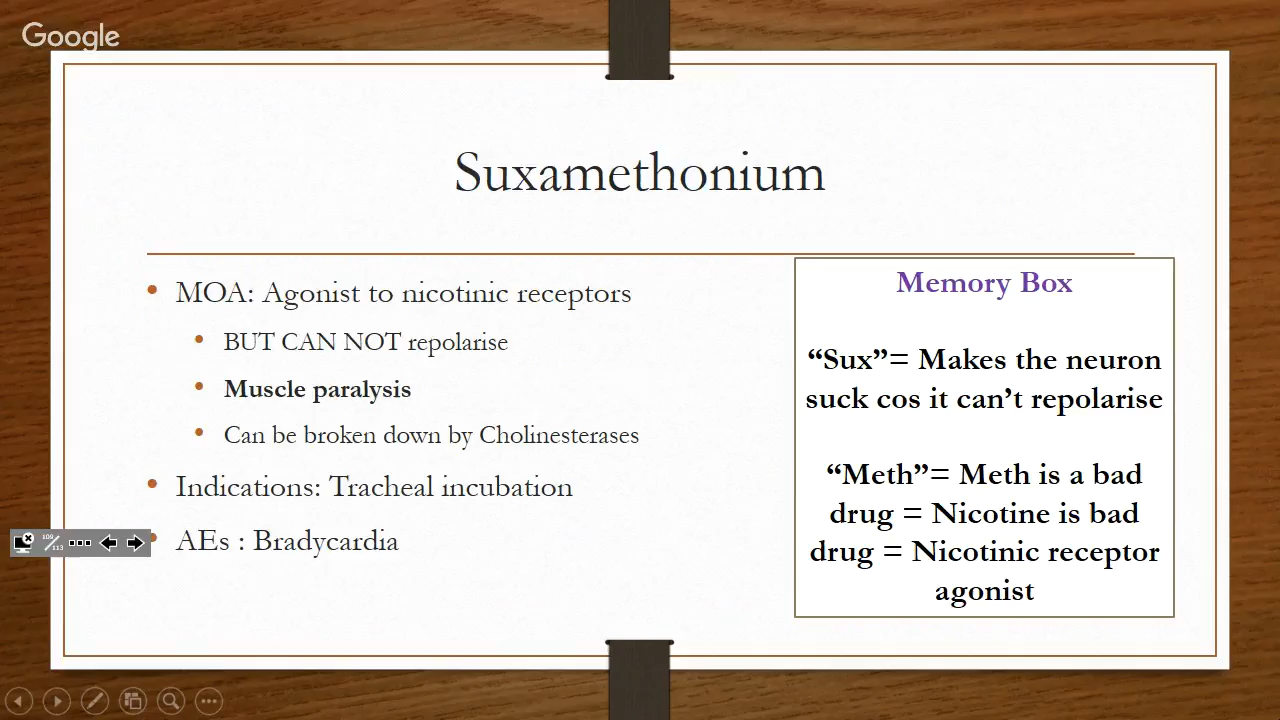 Google
Suxamethonium
MOA: Agonist to nicotinic receptors
BUT CAN NOT repolarise
Muscle paralysis
Can be broken down by Cholinesterases
Indications: Tracheal incubation
AEs : Bradycardia
Memory Box
“Sux”= Makes the neuron
suck cos it can’t repolarise
“Meth”= Meth is a bad
drug = Nicotine is bad
drug = Nicotinic receptor
agonist
109/113